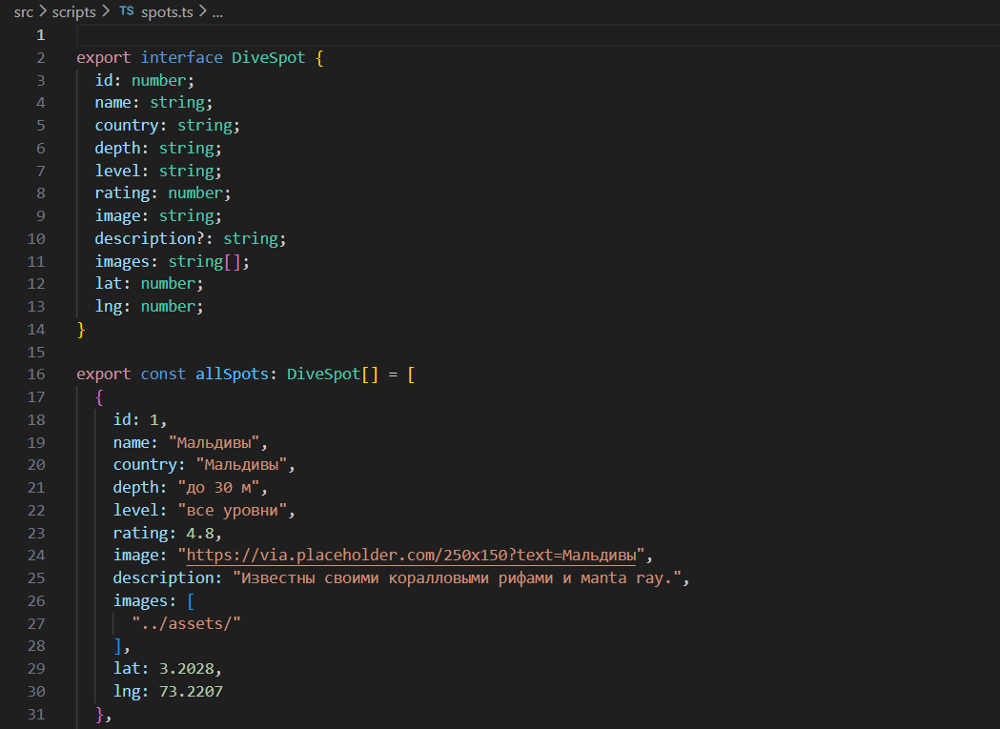 src > scripts > TS spots.ts > ...
1
2 export interface DiveSpot {
3 id: number;
4 name: string;
5 country: string;
6 depth: string;
7 level: string;
8 rating: number;
9 image: string;
10 description?: string;
11 images: string[];
12 lat: number;
13 lng: number;
14 }
15
16 export const allSpots: DiveSpot[] = [
17 {
18 id: 1,
19 name: "Мальдивы",
20 country: "Мальдивы",
21 depth: "до 30 м",
22 level: "все уровни",
23 rating: 4.8,
24 image: "https://via.placeholder.com/250x150?text=Мальдивы",
25 description: "Известны своими коралловыми рифами и manta ray.",
26 images: [
27 "../assets/"
28 ],
29 lat: 3.2028,
30 lng: 73.2207
31 },